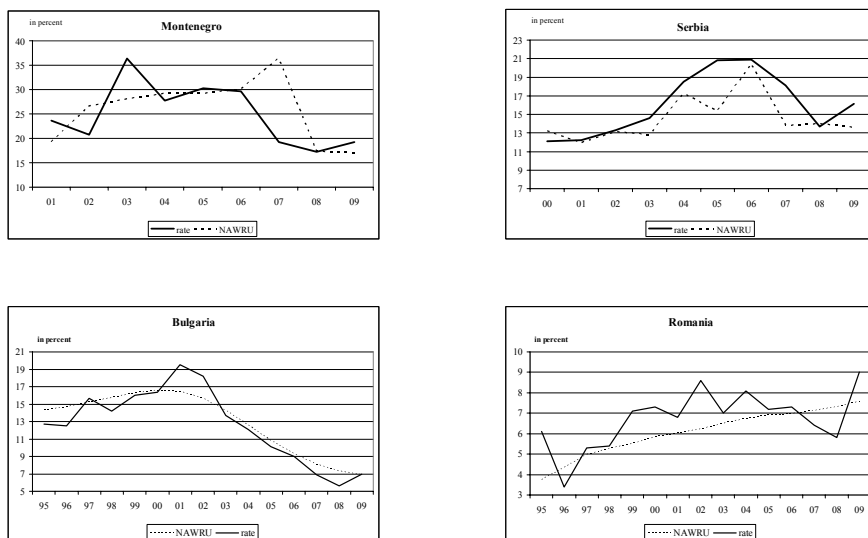 in percent
Montenegro
40
35
30
25
20
15
10
01 02 03 04 05 06 07 08 09
rate NAWRU
in percent
Serbia
23
21
19
17
15
13
11
9
7
00 01 02 03 04 05 06 07 08 09
rate NAWRU
Bulgaria
in percent
21
19
17
15
13
11
9
7
5
95 96 97 98 99 00 01 02 03 04 05 06 07 08 09
NAWRU rate
Romania
in percent
10
9
8
7
6
5
4
3
95 96 97 98 99 00 01 02 03 04 05 06 07 08 09
NAWRU rate